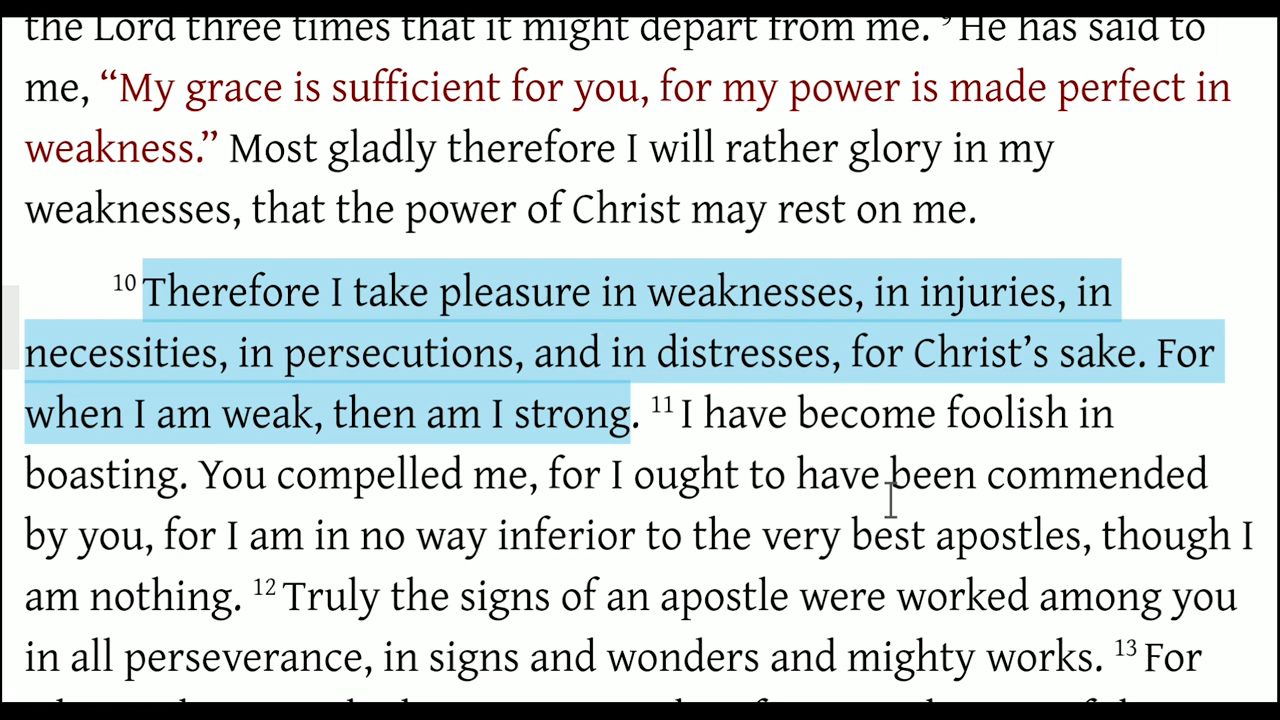 the Lord three times that it might depart from me. 9 He has said to
me, “My grace is sufficient for you, for my power is made perfect in
weakness.” Most gladly therefore I will rather glory in my
weaknesses, that the power of Christ may rest on me.
10 Therefore I take pleasure in weaknesses, in injuries, in
necessities, in persecutions, and in distresses, for Christ’s sake. For
when I am weak, then am I strong. 11 I have become foolish in
boasting. You compelled me, for I ought to have been commended
by you, for I am in no way inferior to the very best apostles, though I
am nothing. 12 Truly the signs of an apostle were worked among you
in all perseverance, in signs and wonders and mighty works. 13 For